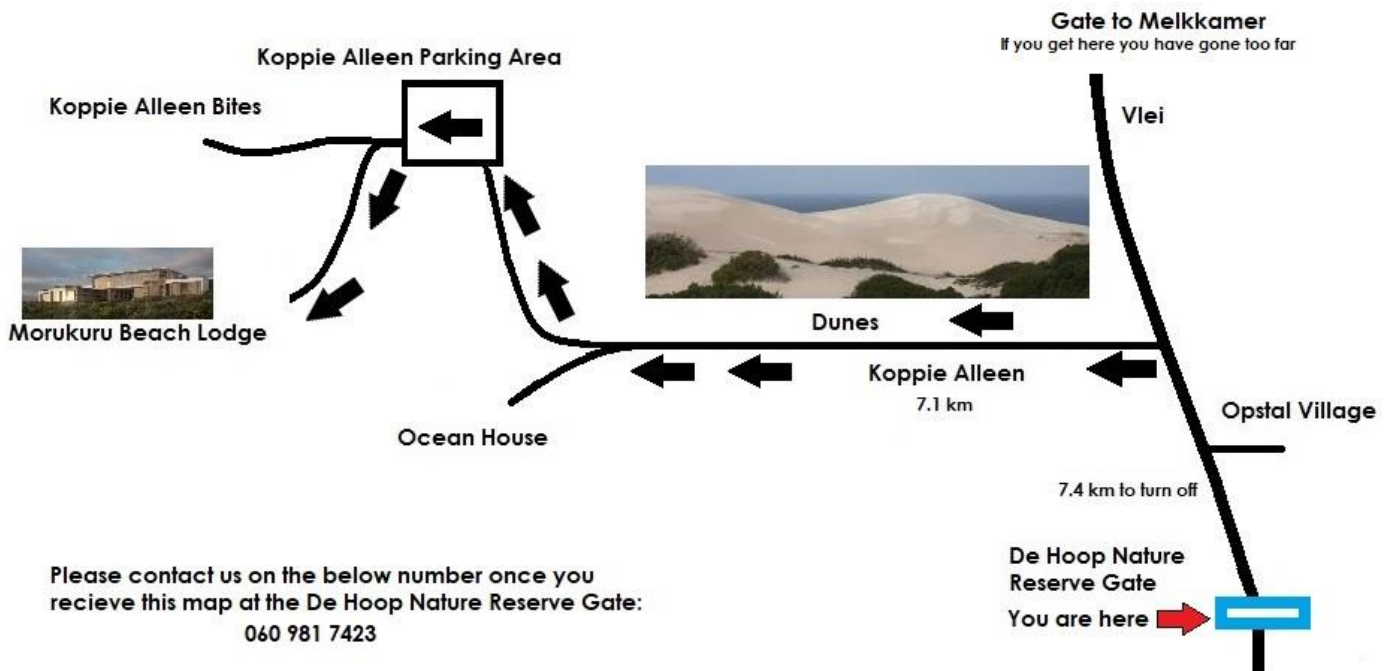 Gate to Melkkamer
If you get here you have gone too far
Koppie Alleen Parking Area
Koppie Alleen Bites
Vlei
Morukuru Beach Lodge
Dunes
Koppie Alleen
7.1 km
Opstal Village
Ocean House
7.4 km to turn off
De Hoop Nature
Reserve Gate
You are here
Please contact us on the below number once you
recieve this map at the De Hoop Nature Reserve Gate:
060 981 7423